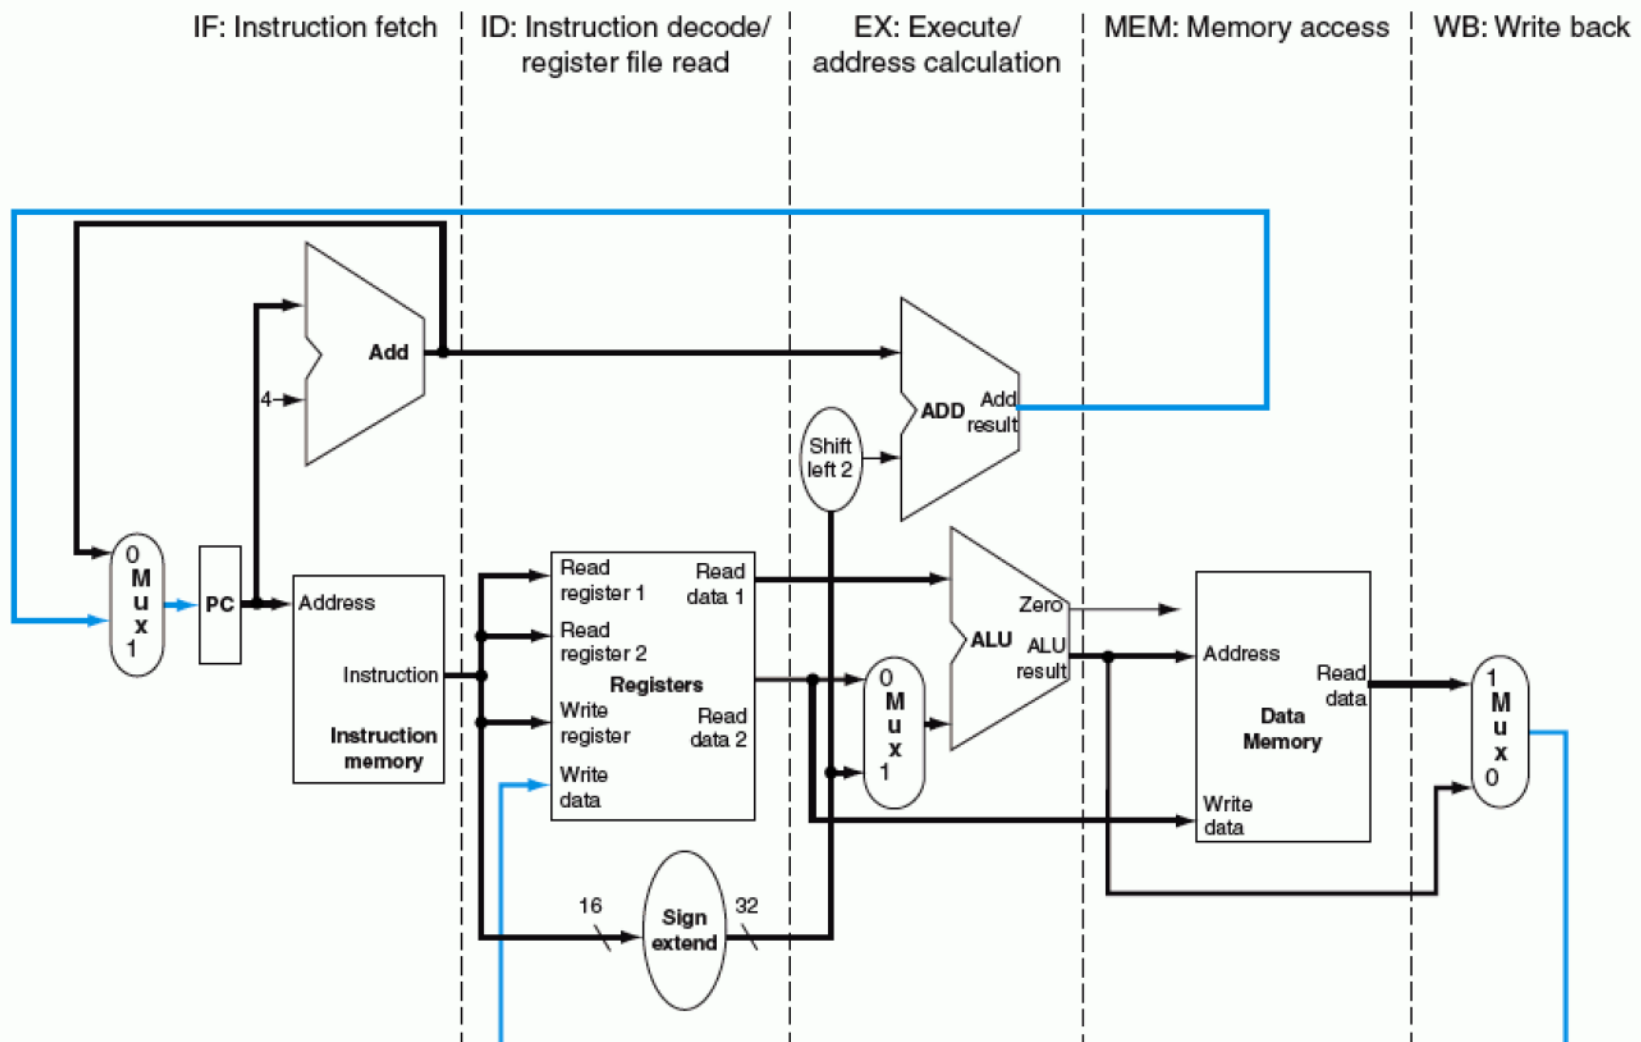 IF: Instruction fetch
ID: Instruction decode/
register file read
EX: Execute/
address calculation
MEM: Memory access
WB: Write back
Add
4
ADD
Add
result
Shift
left 2
0
M
u
x
1
PC
Address
Instruction
Instruction
memory
Read
register 1
Read
register 2
Registers
Write
register
Write
data
Read
data 1
Read
data 2
16
Sign
extend
32
0
M
u
x
1
Zero
ALU
ALU
result
Address
Read
data
Data
Memory
Write
data
1
M
u
x
0